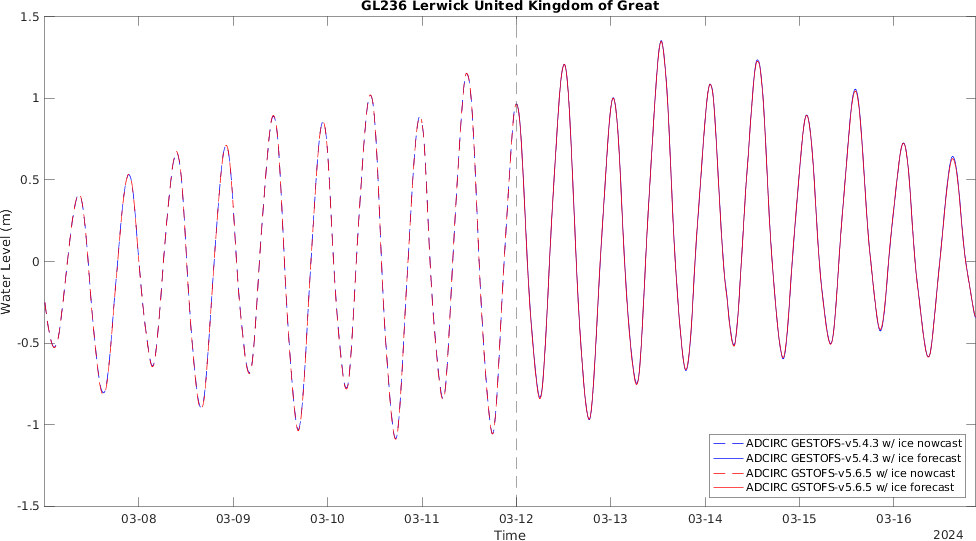 GL236 Lerwick United Kingdom of Great
Water Level (m)
1.5
1
0.5
0
-0.5
-1
-1.5
03-08 03-09 03-10 03-11 03-12 03-13 03-14 03-15 03-16
Time
2024
ADCIRC GESTOFS-v5.4.3 w/ ice nowcast
ADCIRC GESTOFS-v5.4.3 w/ ice forecast
ADCIRC GSTOFS-v5.6.5 w/ ice nowcast
ADCIRC GSTOFS-v5.6.5 w/ ice forecast